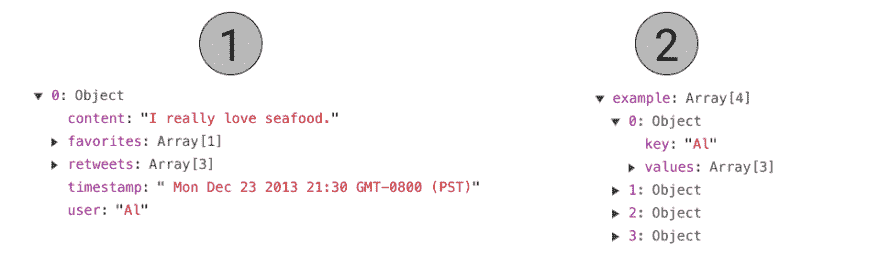 1
0: Object
content: "I really love seafood."
favorites: Array[1]
retweets: Array[3]
timestamp: " Mon Dec 23 2013 21:30 GMT-0800 (PST)"
user: "Al"
2
example: Array[4]
0: Object
key: "Al"
values: Array[3]
1: Object
2: Object
3: Object